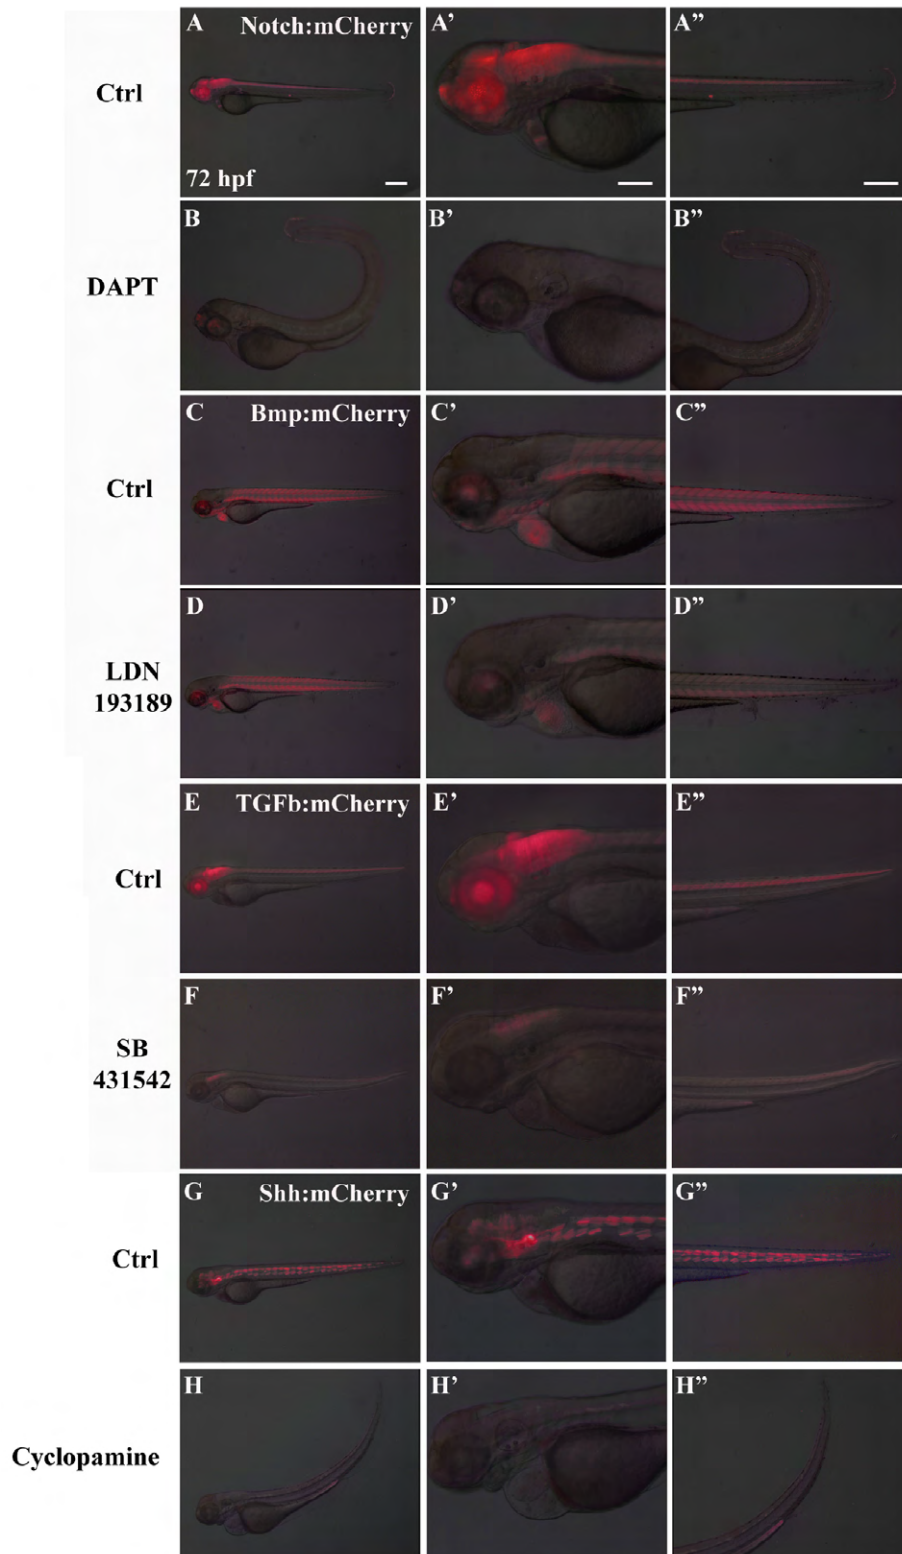 A Notch:mCherry A’ A”
Ctrl
72 hpf
B B’ B”
DAPT
C Bmp:mCherry C’ C”
Ctrl
D D’ D”
LDN
193189
E TGFb:mCherry E’ E”
Ctrl
F F’ F”
SB
431542
G Shh:mCherry G’ G”
Ctrl
H H’ H”
Cyclopamine